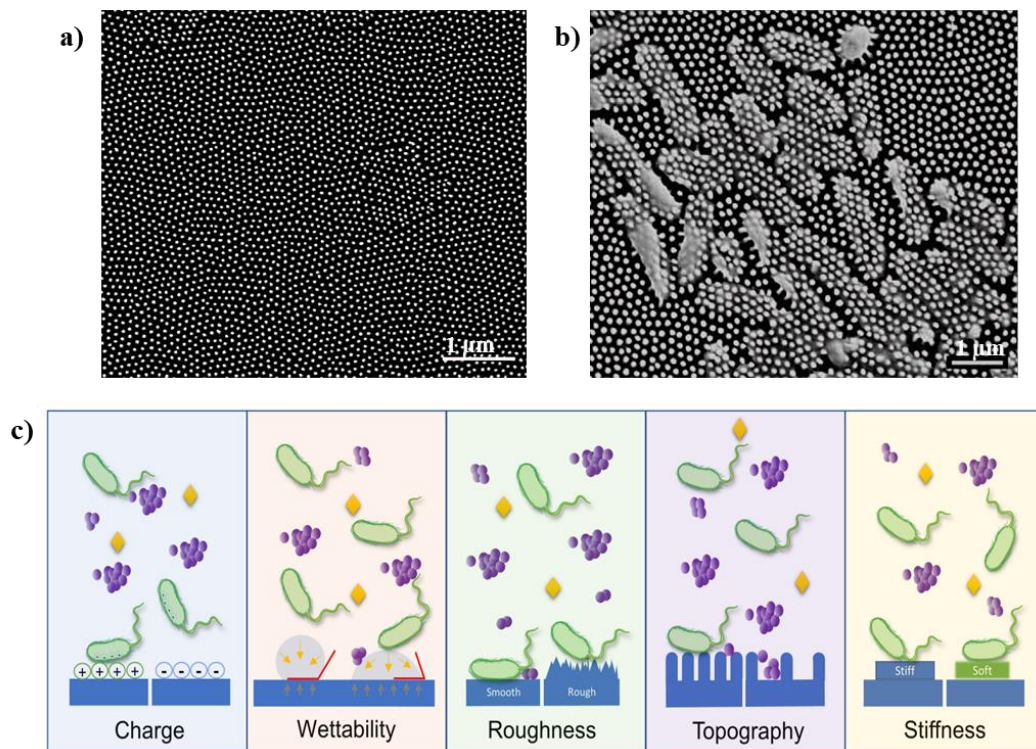 a)
b)
1 μm
1 μm
c)
+ + + +
- - - -
Smooth
Rough
Stiff
Soft
Charge
Wettability
Roughness
Topography
Stiffness